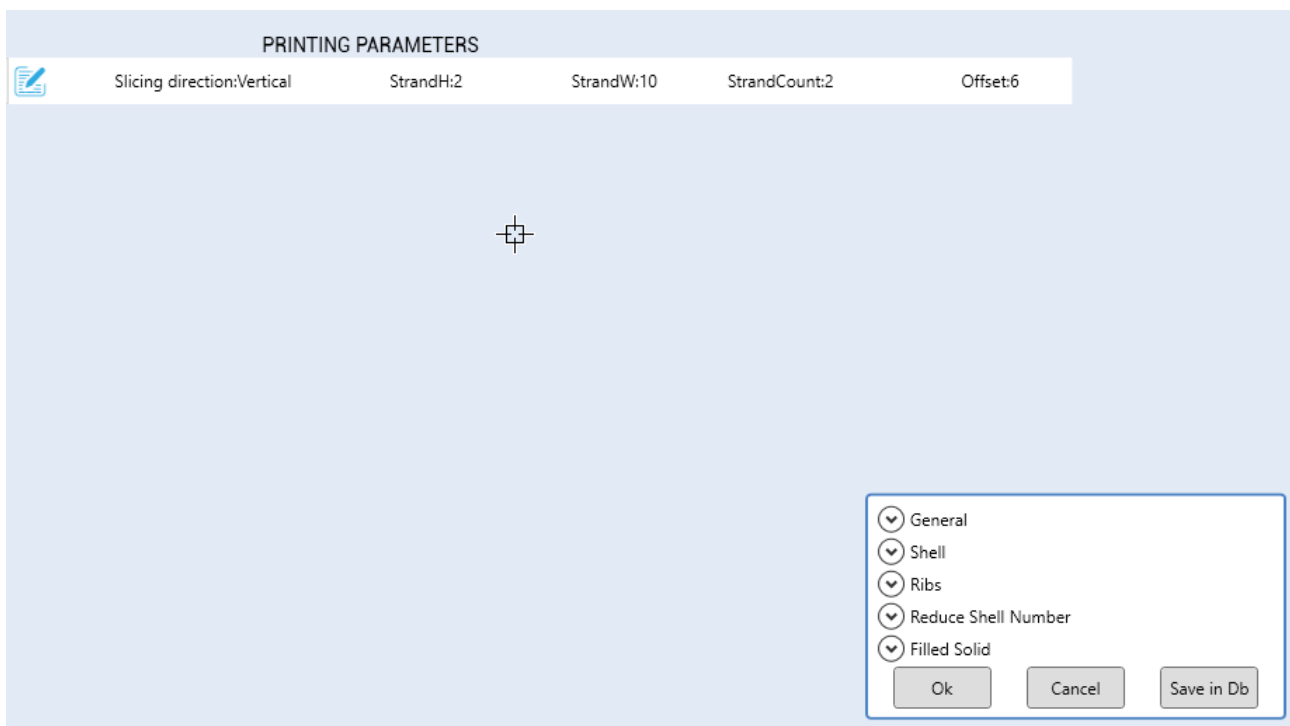 PRINTING PARAMETERS
Slicing direction:Vertical StrandH:2 StrandW:10 StrandCount:2 Offset:6
General
Shell
Ribs
Reduce Shell Number
Filled Solid
Ok Cancel Save in Db